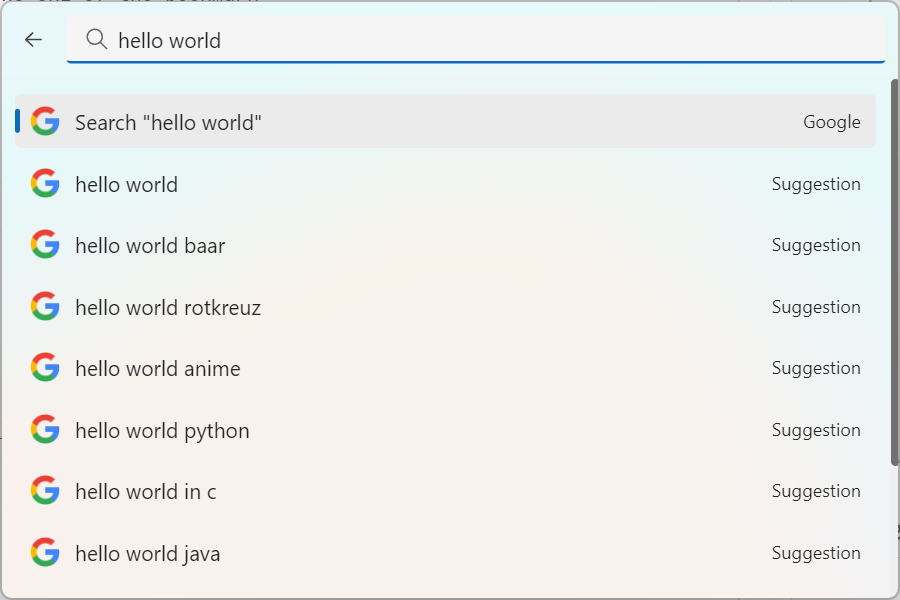 hello world
Search "hello world" Google
hello world Suggestion
hello world baar Suggestion
hello world rotkreuz Suggestion
hello world anime Suggestion
hello world python Suggestion
hello world in c Suggestion
hello world java Suggestion